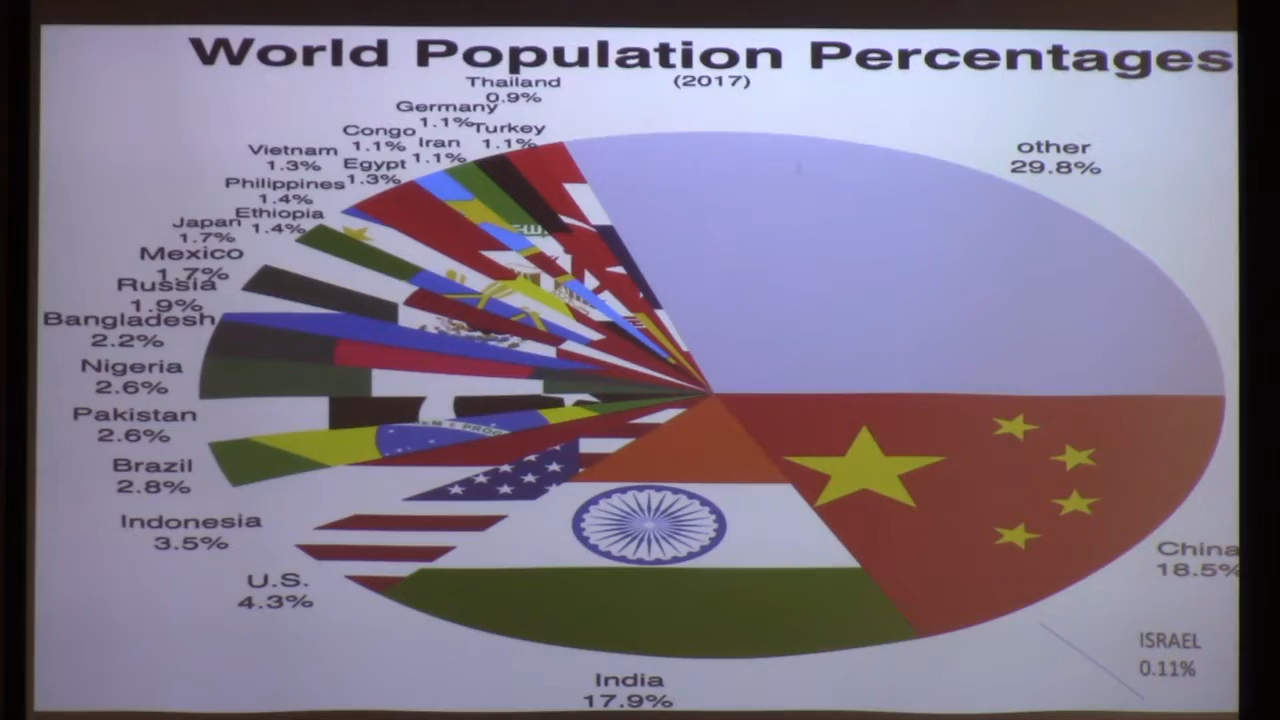 World Population Percentages
(2017)
Thailand
0.9%
Germany
1.1%
Turkey
1.1%
Congo
1.1%
Iran
1.1%
Vietnam
1.3%
Egypt
1.3%
Philippines
1.4%
Ethiopia
1.4%
Japan
1.7%
Mexico
1.7%
Russia
1.9%
Bangladesh
2.2%
Nigeria
2.6%
Pakistan
2.6%
Brazil
2.8%
Indonesia
3.5%
U.S.
4.3%
India
17.9%
other
29.8%
China
18.5%
ISRAEL
0.11%